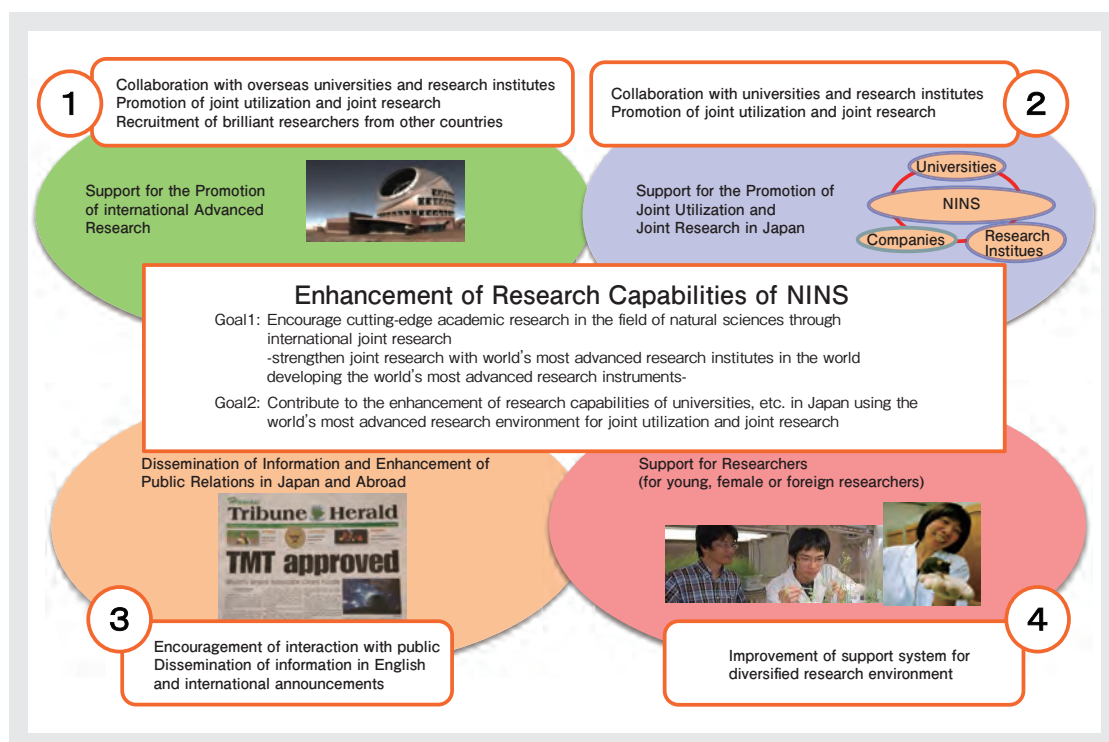 1
Collaboration with overseas universities and research institutes
Promotion of joint utilization and joint research
Recruitment of brilliant researchers from other countries
Collaboration with universities and research institutes
Promotion of joint utilization and joint research
2
Support for the Promotion
of international Advanced
Research
Support for the Promotion of
Joint Utilization and
Joint Research in Japan
Universities
NINS
Companies
Research
Institues
Enhancement of Research Capabilities of NINS
Goal1: Encourage cutting-edge academic research in the field of natural sciences through
international joint research
-strengthen joint research with world's most advanced research institutes in the world
developing the world's most advanced research instruments-
Goal2: Contribute to the enhancement of research capabilities of universities, etc. in Japan using the
world's most advanced research environment for joint utilization and joint research
Dissemination of Information and Enhancement of
Public Relations in Japan and Abroad
Hawaii
Tribune Herald
TMT approved
Support for Researchers
(for young, female or foreign researchers)
3
Encouragement of interaction with public
Dissemination of information in English
and international announcements
4
Improvement of support system for
diversified research environment